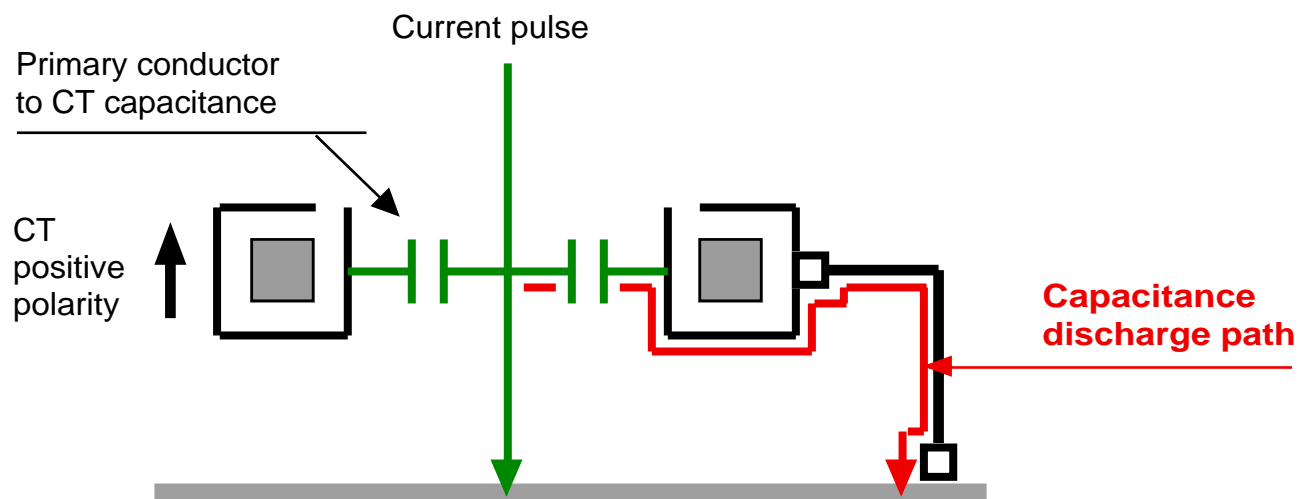 Current pulse
Primary conductor
to CT capacitance
CT
positive
polarity
Capacitance
discharge path